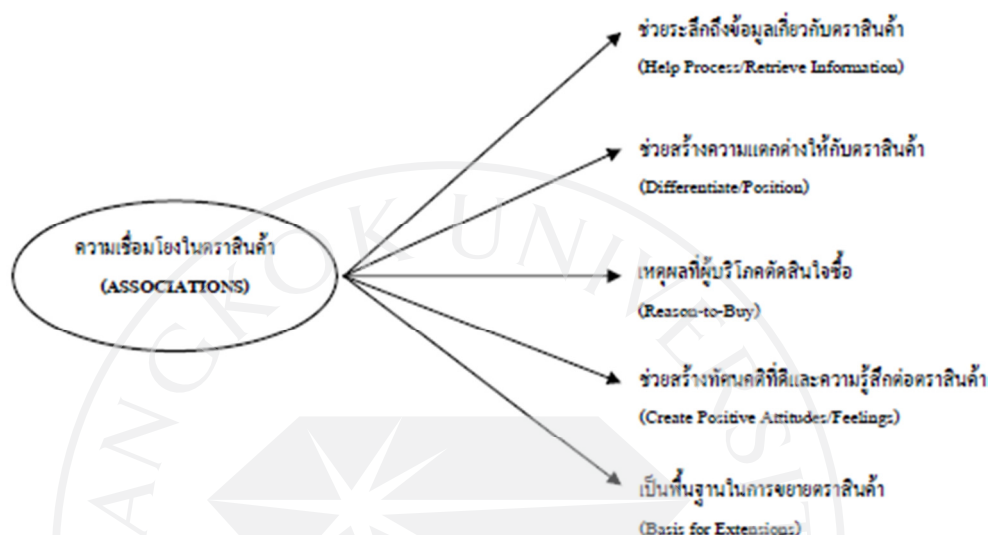 ช่วยระลึกถึงข้อมูลเกี่ยวกับตราสินค้า
(Help Process/Retrieve Information)
ช่วยสร้างความแตกต่างให้กับตราสินค้า
(Differentiate/Position)
ความเชื่อมโยงในตราสินค้า
(ASSOCIATIONS)
เหตุผลที่ผู้บริโภคตัดสินใจซื้อ
(Reason-to-Buy)
ช่วยสร้างทัศนคติที่ดีและความรู้สึกต่อตราสินค้า
(Create Positive Attitudes/Feelings)
เป็นพื้นฐานในการขยายตราสินค้า
(Basis for Extensions)